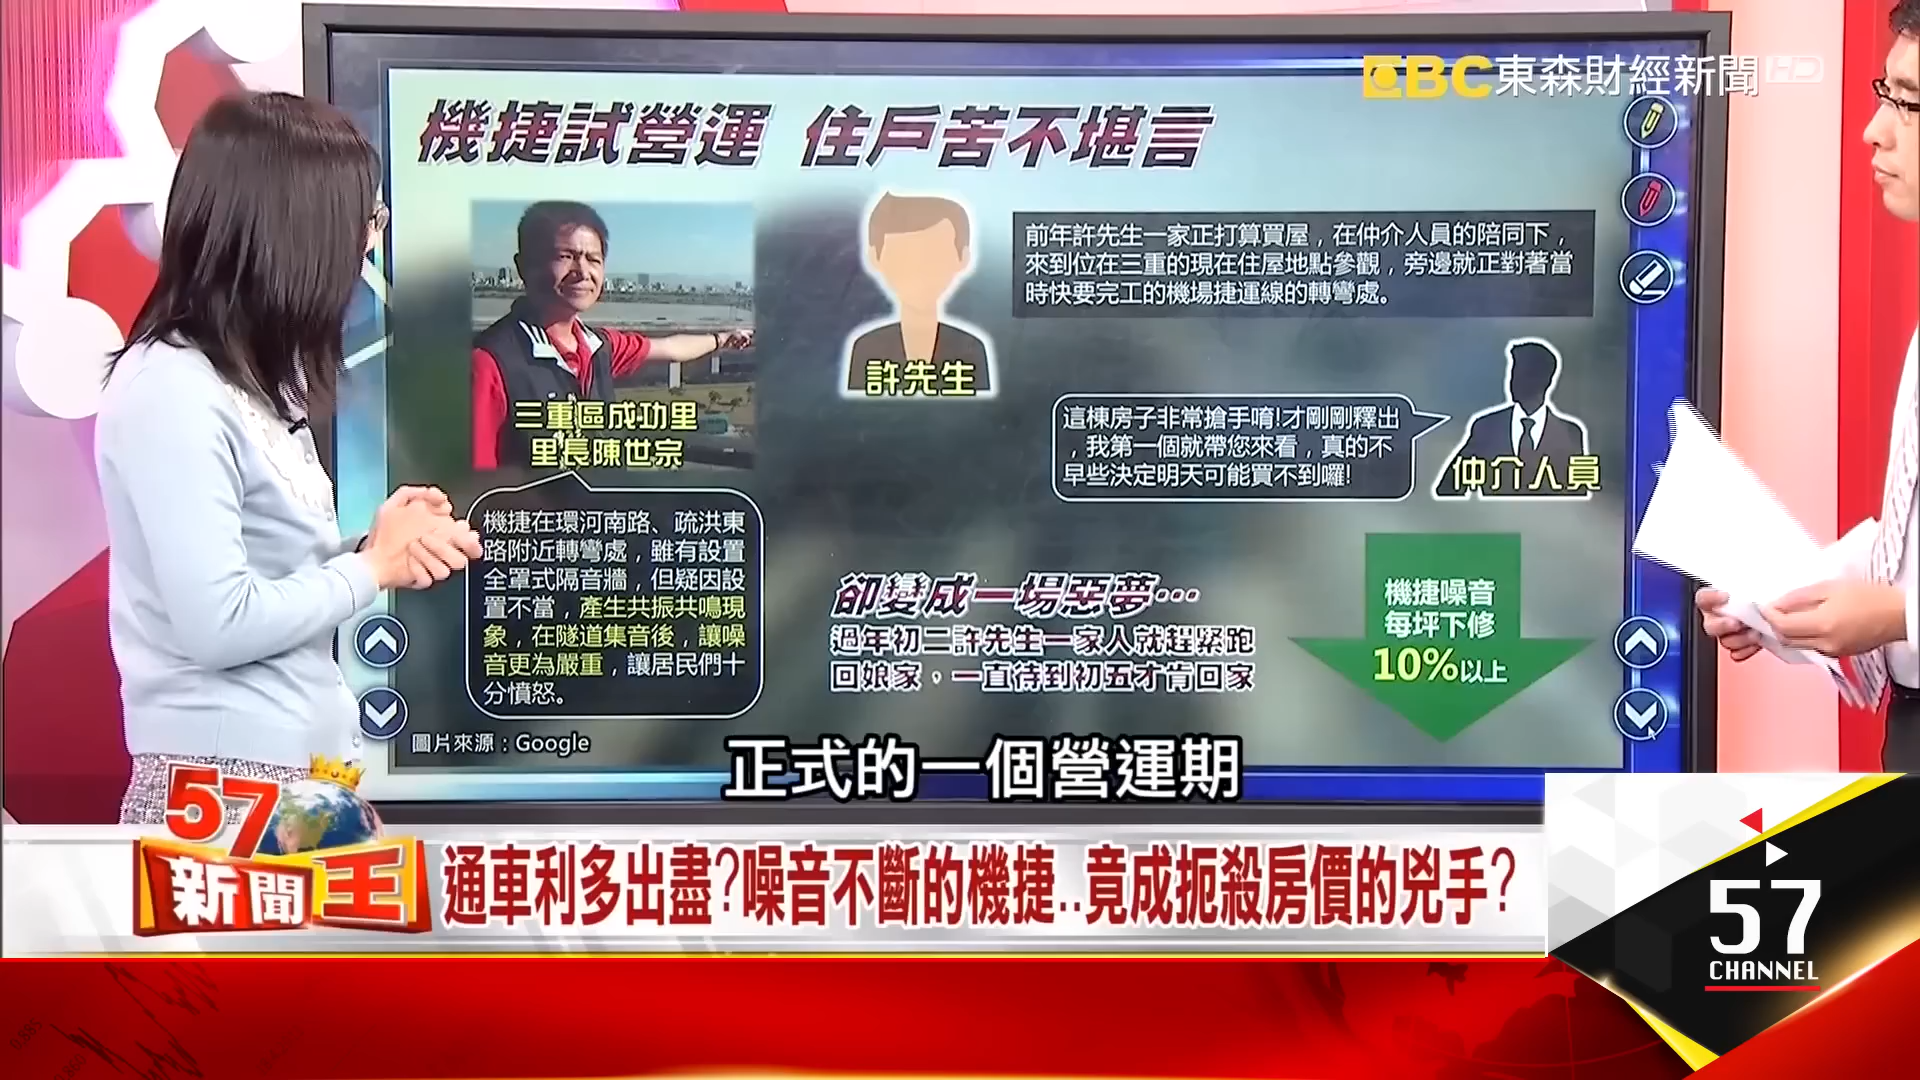 EBC東森財經新聞HD
機捷試營運 住戶苦不堪言
前年許先生一家正打算買屋，在仲介人員的陪同下，
來到位在三重的現在住屋地點參觀，旁邊就正對著當
時快要完工的機場捷運線的轉彎處。
許先生
三重區成功里
里長陳世宗
這棟房子非常搶手唷!才剛剛釋出
，我第一個就帶您來看，真的不
早些決定明天可能買不到囉!
仲介人員
機捷在環河南路、疏洪東
路附近轉彎處，雖有設置
全罩式隔音牆，但疑因設
置不當，產生共振共鳴現
象，在隧道集音後，讓噪
音更為嚴重，讓居民們十
分憤怒。
卻變成一場惡夢…
過年初二許先生一家人就趕緊跑
回娘家，一直待到初五才肯回家
機捷噪音
每坪下修
10%以上
圖片來源：Google
正式的一個營運期
57
新聞王
通車利多出盡?噪音不斷的機捷..竟成扼殺房價的兇手?
57
CHANNEL